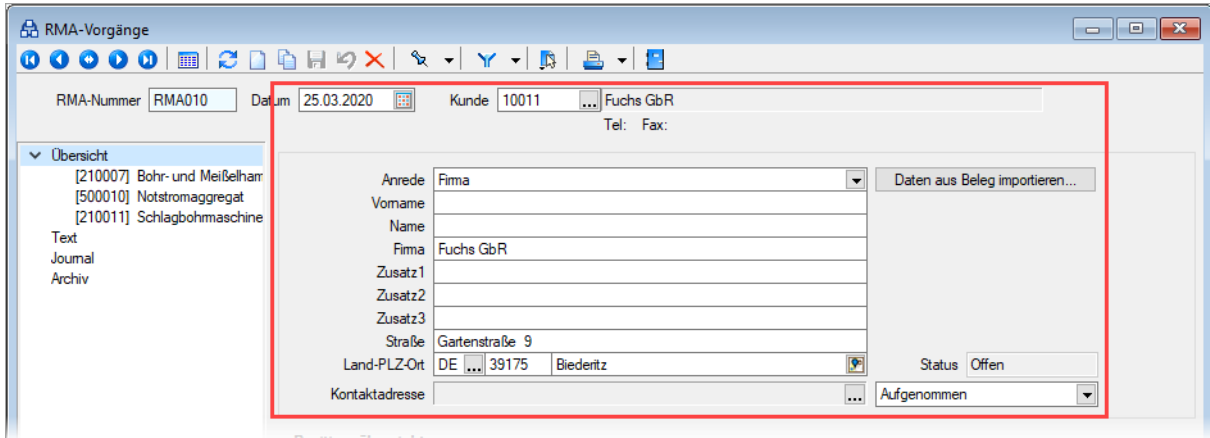 RMA-Vorgänge
RMA-Nummer RMA010 Datum 25.03.2020 Kunde 10011 ... Fuchs GbR
Tel: Fax:
Übersicht
[210007] Bohr- und Meißelham
[500010] Notstromaggregat
[210011] Schlagbohrmaschine
Text
Journal
Archiv
Anrede Firma Daten aus Beleg importieren...
Vorname
Name
Firma Fuchs GbR
Zusatz1
Zusatz2
Zusatz3
Straße Gartenstraße 9
Land-PLZ-Ort DE ... 39175 Biederitz Status Offen
Kontaktadresse ... Aufgenommen